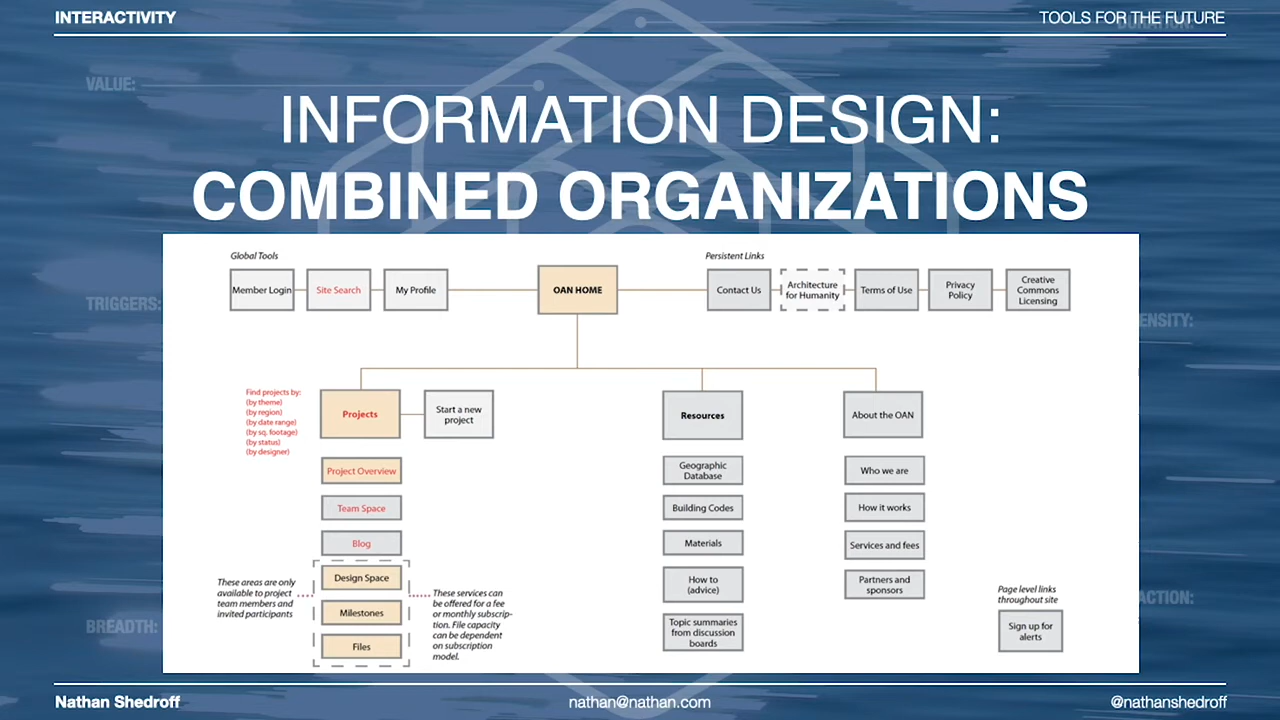 INTERACTIVITY
TOOLS FOR THE FUTURE
DURATION:
VALUE:
INFORMATION DESIGN:
COMBINED ORGANIZATIONS
Global Tools
Persistent Links
Member Login
Site Search
My Profile
OAN HOME
Contact Us
Architecture
for Humanity
Terms of Use
Privacy
Policy
Creative
Commons
Licensing
TRIGGERS:
ENSITY:
Find projects by:
(by theme)
(by region)
(by date range)
(by sq. footage)
(by status)
(by designer)
Projects
Start a new
project
Resources
About the OAN
Project Overview
Geographic
Database
Who we are
Team Space
Building Codes
How it works
Blog
Materials
Services and fees
These areas are only
available to project
team members and
invited participants
Design Space
Milestones
Files
These services can
be offered for a fee
or monthly subscrip-
tion. File capacity
can be dependent
on subscription
model.
How to
(advice)
Partners and
sponsors
Topic summaries
from discussion
boards
Page level links
throughout site
Sign up for
alerts
ACTION:
BREADTH:
Nathan Shedroff
nathan@nathan.com
@nathanshedroff